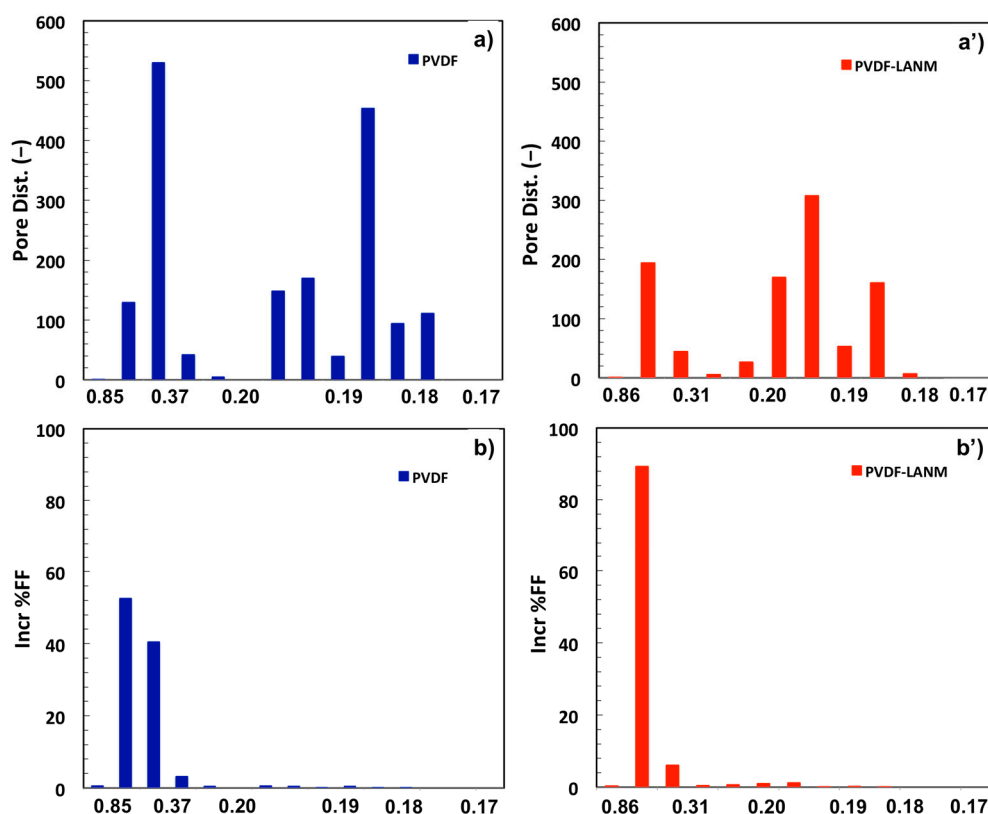 a)
PVDF
Pore Dist. (−)
600
500
400
300
200
100
0
0.85 0.37 0.20 0.19 0.18 0.17
a')
PVDF-LANM
Pore Dist. (−)
600
500
400
300
200
100
0
0.86 0.31 0.20 0.19 0.18 0.17
b)
PVDF
Incr %FF
100
80
60
40
20
0
0.85 0.37 0.20 0.19 0.18 0.17
b')
PVDF-LANM
Incr %FF
100
80
60
40
20
0
0.86 0.31 0.20 0.19 0.18 0.17